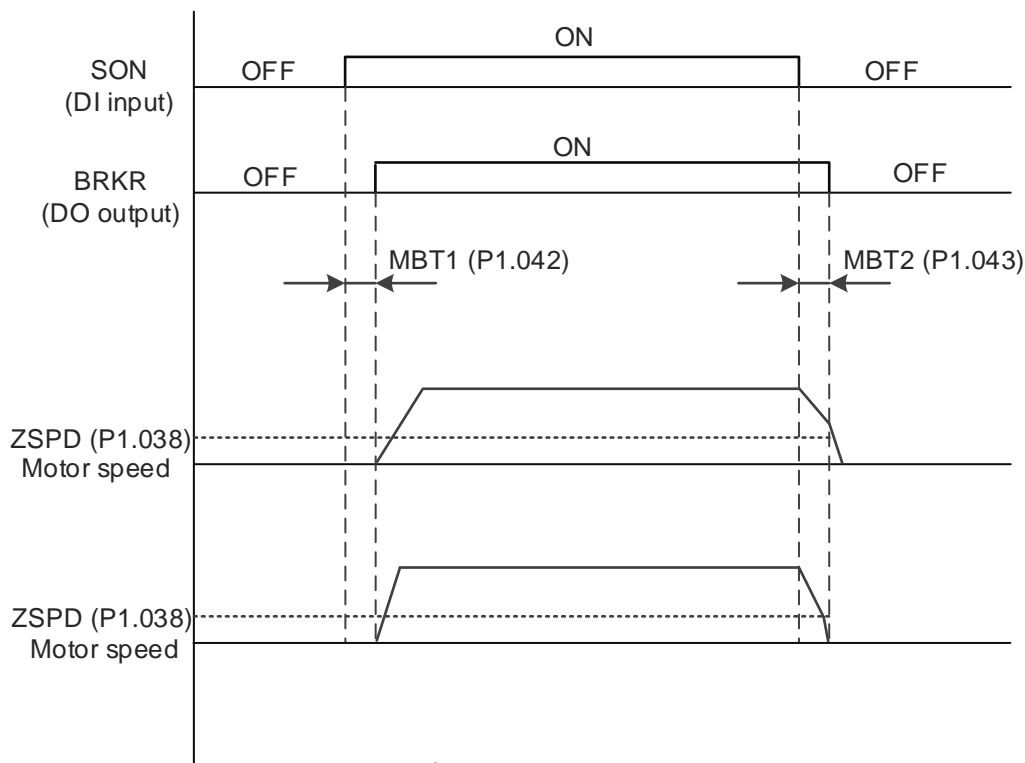 ON
SON
(DI input)
OFF
OFF
ON
BRKR
(DO output)
OFF
OFF
MBT1 (P1.042)
MBT2 (P1.043)
ZSPD (P1.038)
Motor speed
ZSPD (P1.038)
Motor speed